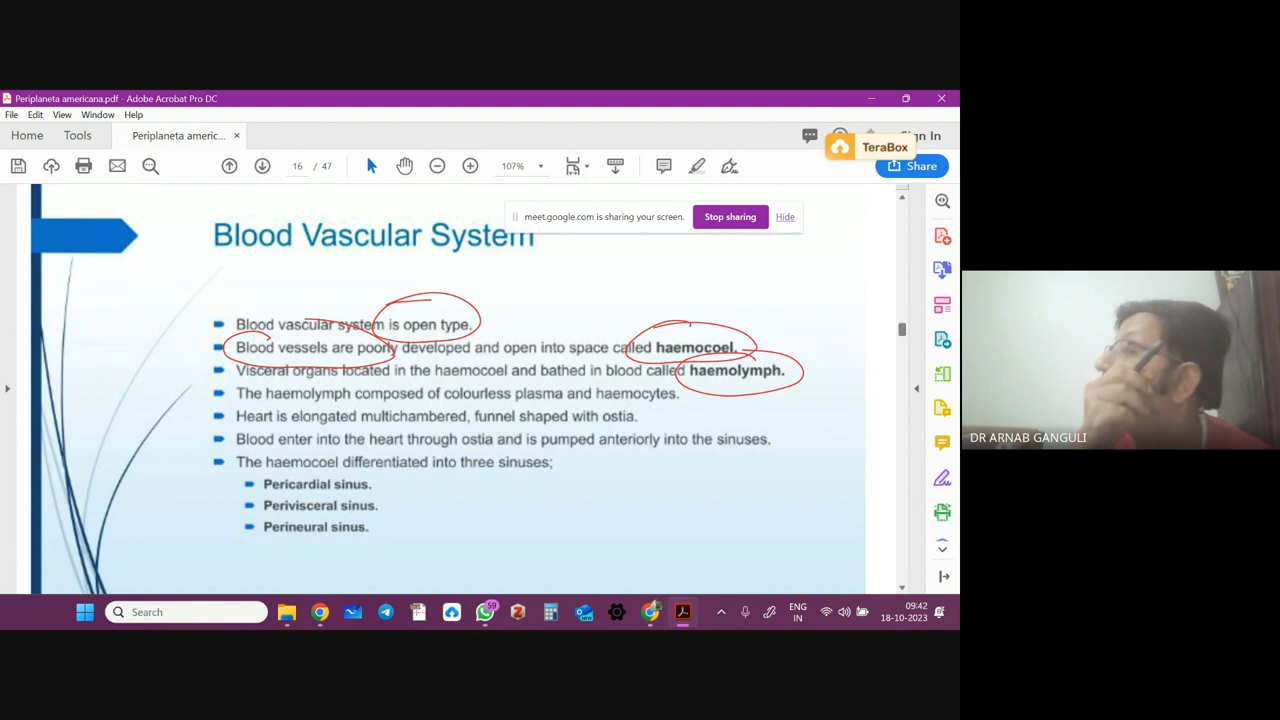 Periplaneta americana.pdf - Adobe Acrobat Pro DC
File Edit View Window Help
Home Tools Periplaneta americ... × Sign In
TeraBox
16 / 47 107% Share
meet.google.com is sharing your screen. Stop sharing Hide
Blood Vascular System
Blood vascular system is open type.
Blood vessels are poorly developed and open into space called haemocoel.
Visceral organs located in the haemocoel and bathed in blood called haemolymph.
The haemolymph composed of colourless plasma and haemocytes.
Heart is elongated multichambered, funnel shaped with ostia.
Blood enter into the heart through ostia and is pumped anteriorly into the sinuses.
The haemocoel differentiated into three sinuses;
Pericardial sinus.
Perivisceral sinus.
Perineural sinus.
DR ARNAB GANGULI
Search 59 ENG 09:42
IN 18-10-2023